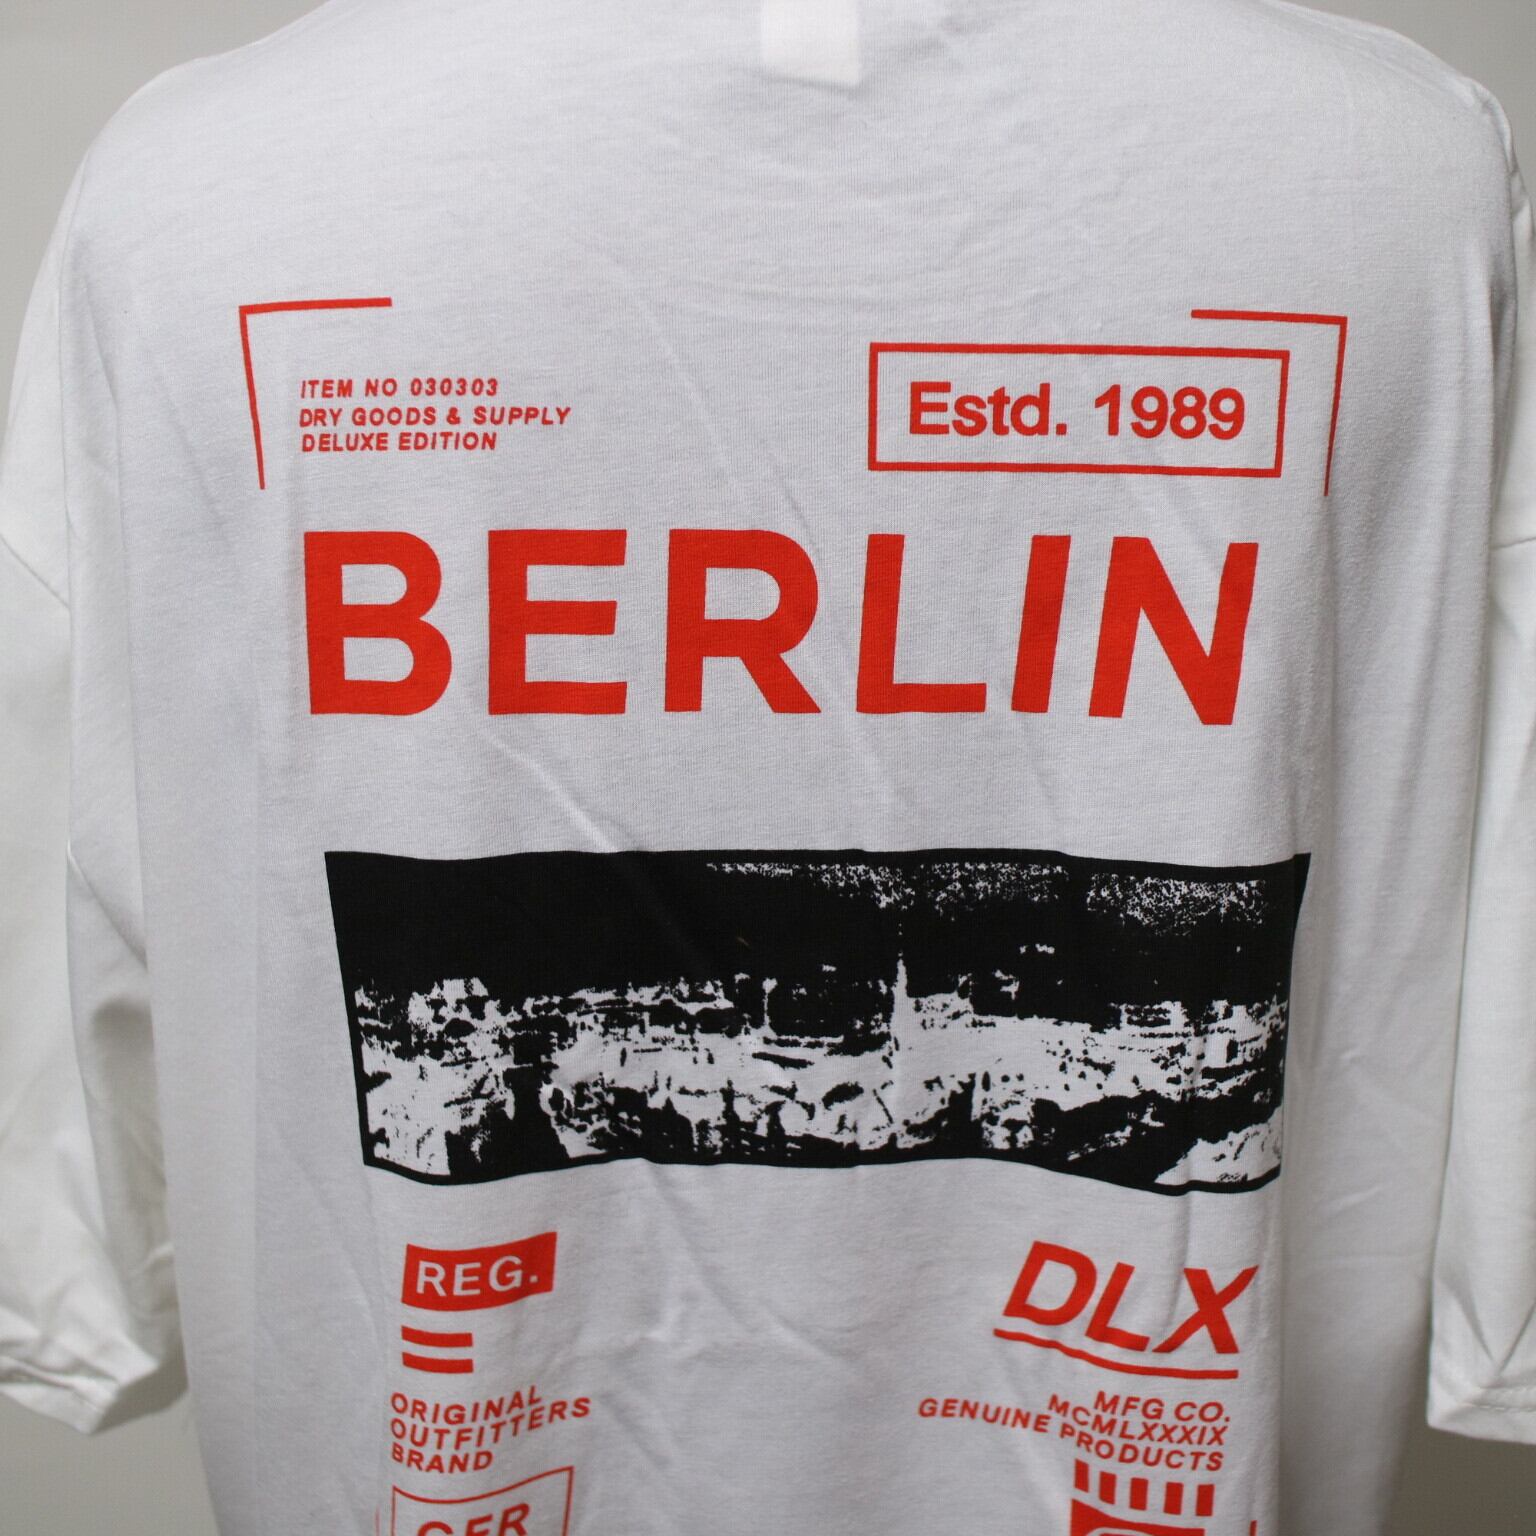 ITEM NO 030303
DRY GOODS & SUPPLY
DELUXE EDITION
Estd. 1989
BERLIN
REG.
ORIGINAL
OUTFITTERS
BRAND
GER
DLX
MFG CO.
MCMLXXXIX
GENUINE PRODUCTS